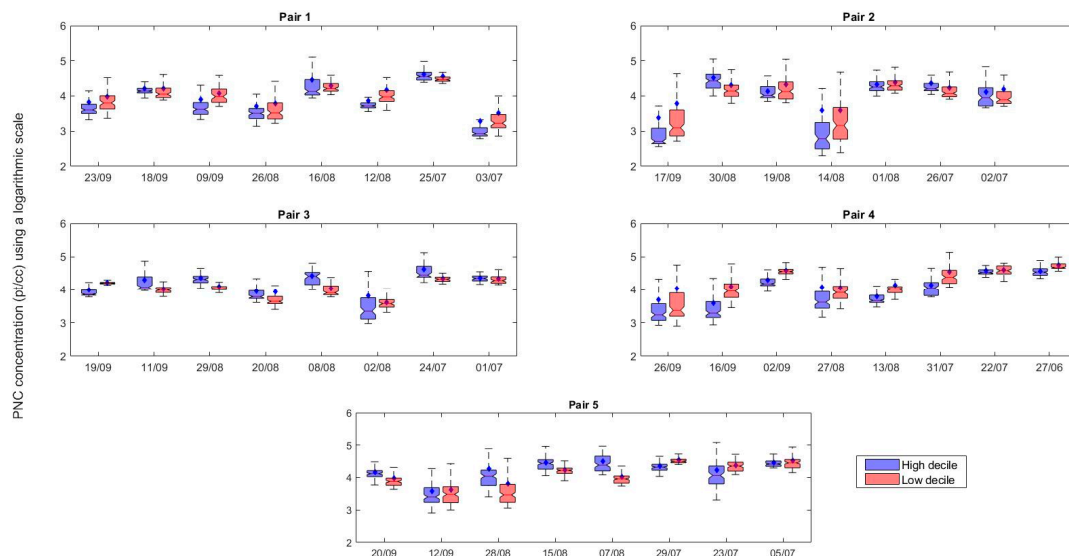 Pair 1
6
5
4
3
2
23/09 18/09 09/09 26/08 16/08 12/08 25/07 03/07
Pair 2
6
5
4
3
2
17/09 30/08 19/08 14/08 01/08 26/07 02/07
PNC concentration (pt/cc) using a logarithmic scale
Pair 3
6
5
4
3
2
19/09 11/09 29/08 20/08 08/08 02/08 24/07 01/07
Pair 4
6
5
4
3
2
26/09 16/09 02/09 27/08 13/08 31/07 22/07 27/06
Pair 5
6
5
4
3
2
20/09 12/09 28/08 15/08 07/08 29/07 23/07 05/07
High decile
Low decile